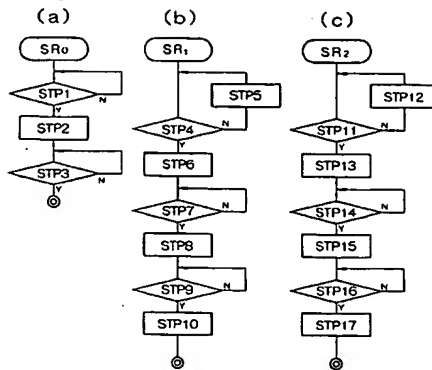 (a)
SR0
STP1
N
Y
STP2
STP3
N
Y
(b)
SR1
STP5
STP4
N
Y
STP6
STP7
N
Y
STP8
STP9
N
Y
STP10
(c)
SR2
STP12
STP11
N
Y
STP13
STP14
N
Y
STP15
STP16
N
Y
STP17